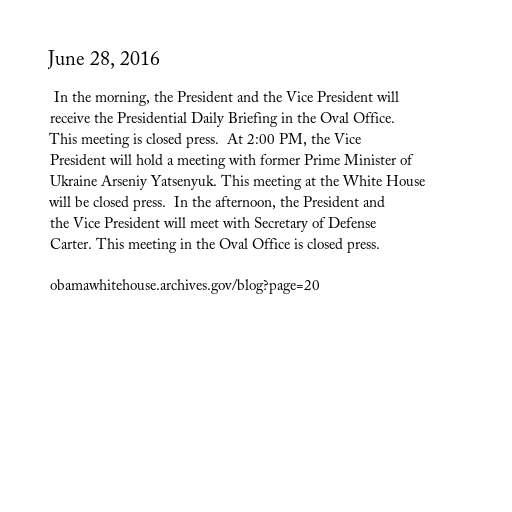 June 28, 2016
In the morning, the President and the Vice President will
receive the Presidential Daily Briefing in the Oval Office.
This meeting is closed press.  At 2:00 PM, the Vice
President will hold a meeting with former Prime Minister of
Ukraine Arseniy Yatsenyuk. This meeting at the White House
will be closed press.  In the afternoon, the President and
the Vice President will meet with Secretary of Defense
Carter. This meeting in the Oval Office is closed press.
obamawhitehouse.archives.gov/blog?page=20